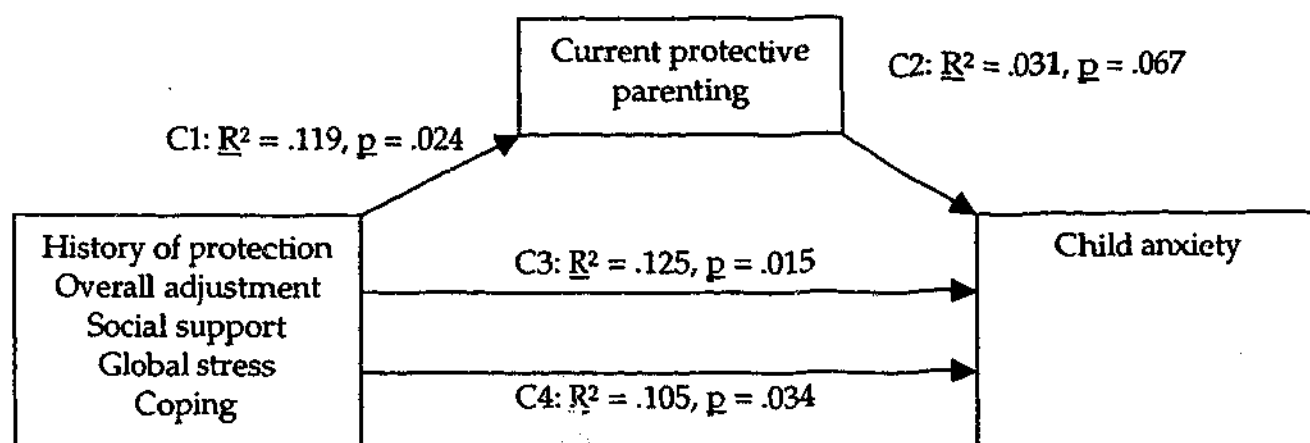 Current protective
parenting
C2: R² = .031, p = .067
C1: R² = .119, p = .024
History of protection
Overall adjustment
Social support
Global stress
Coping
C3: R² = .125, p = .015
C4: R² = .105, p = .034
Child anxiety